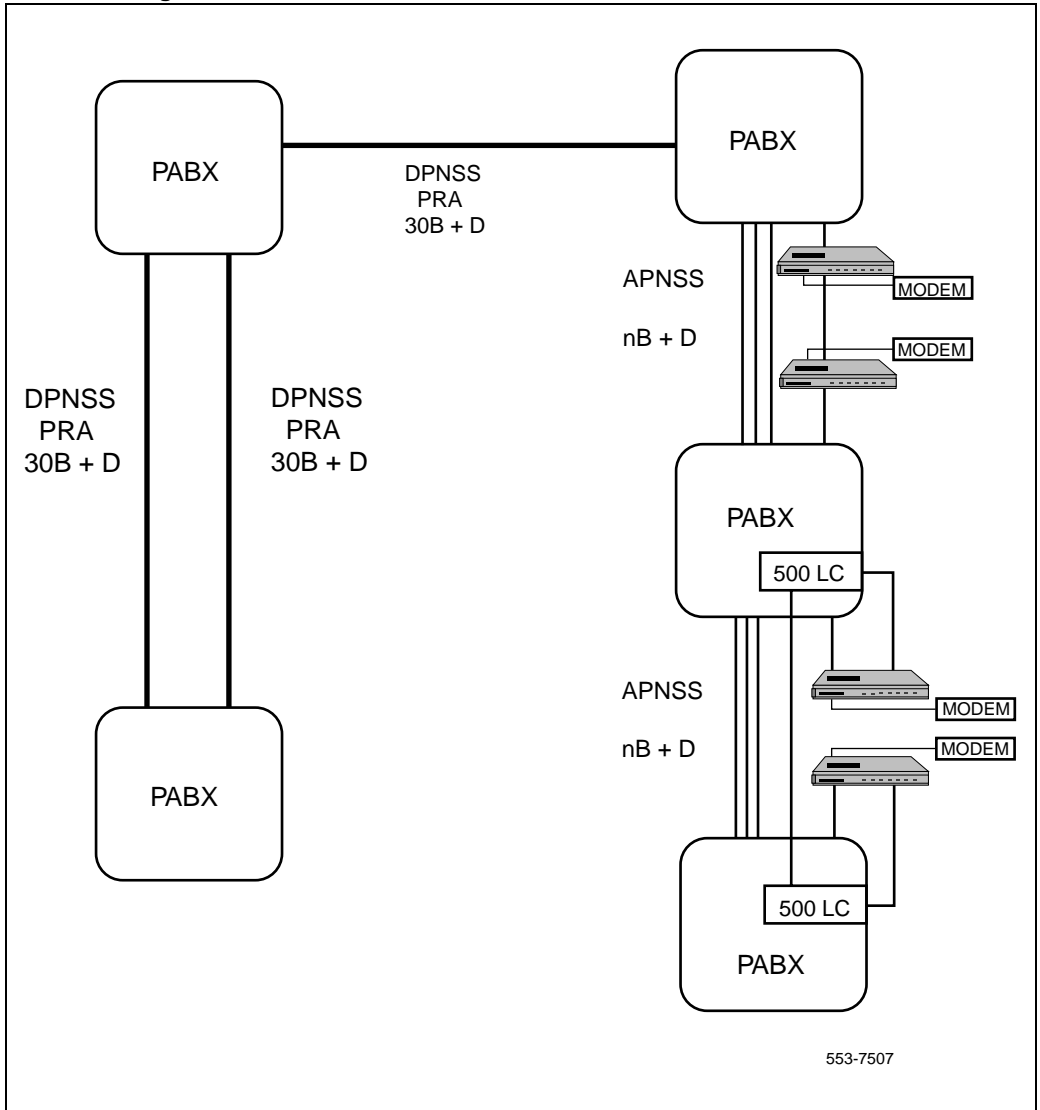 PABX
PABX
DPNSS
PRA
30B + D
APNSS
nB + D
MODEM
MODEM
DPNSS
PRA
30B + D
DPNSS
PRA
30B + D
PABX
500 LC
APNSS
nB + D
MODEM
MODEM
PABX
500 LC
PABX
553-7507